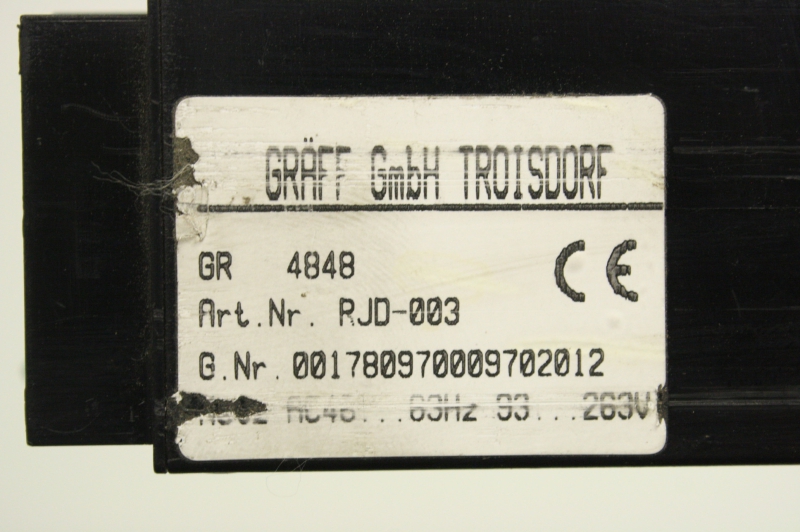 GRÄFF GmbH TROISDORF
GR 4848
CE
Art.Nr. RJD-003
G.Nr. 001780970009702012
AC48...63Hz 93...263V